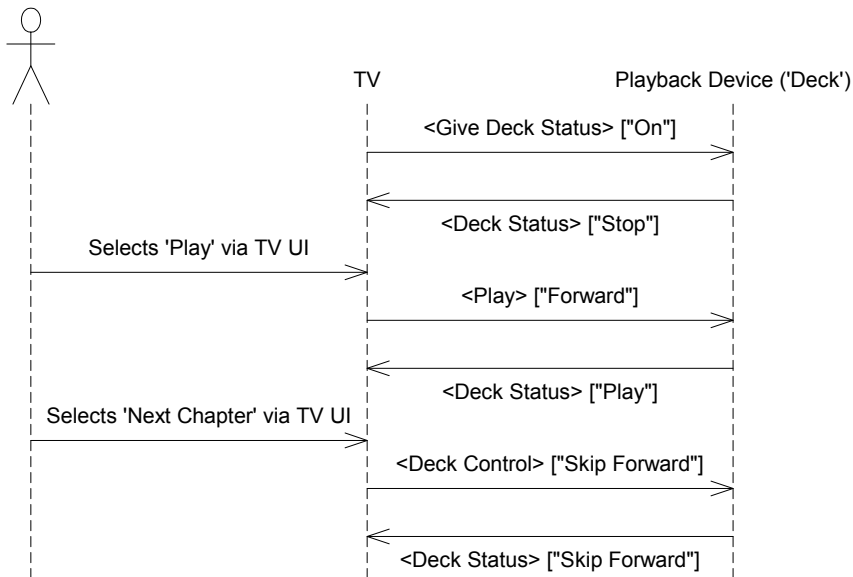 TV
Playback Device ('Deck')
<Give Deck Status> ["On"]
<Deck Status> ["Stop"]
Selects 'Play' via TV UI
<Play> ["Forward"]
<Deck Status> ["Play"]
Selects 'Next Chapter' via TV UI
<Deck Control> ["Skip Forward"]
<Deck Status> ["Skip Forward"]